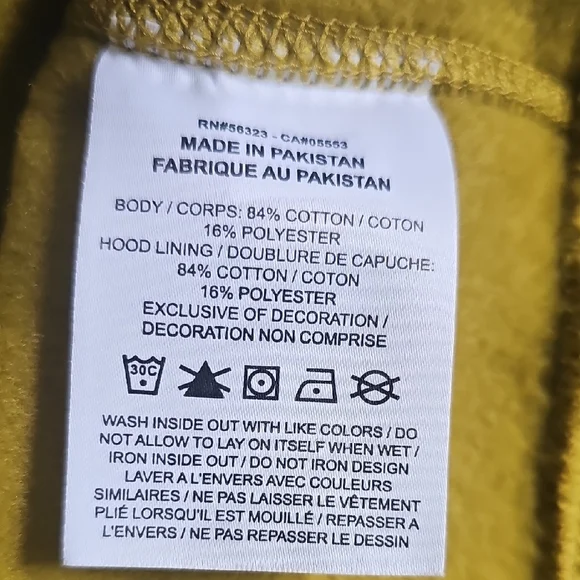 RN#56323 - CA#05553
MADE IN PAKISTAN
FABRIQUE AU PAKISTAN
BODY / CORPS: 84% COTTON / COTON
16% POLYESTER
HOOD LINING / DOUBLURE DE CAPUCHE:
84% COTTON / COTON
16% POLYESTER
EXCLUSIVE OF DECORATION /
DECORATION NON COMPRISE
30C
WASH INSIDE OUT WITH LIKE COLORS / DO
NOT ALLOW TO LAY ON ITSELF WHEN WET /
IRON INSIDE OUT / DO NOT IRON DESIGN
LAVER A L'ENVERS AVEC COULEURS
SIMILAIRES / NE PAS LAISSER LE VÊTEMENT
PLIÉ LORSQU'IL EST MOUILLÉ / REPASSER A
L'ENVERS / NE PAS REPASSER LE DESSIN